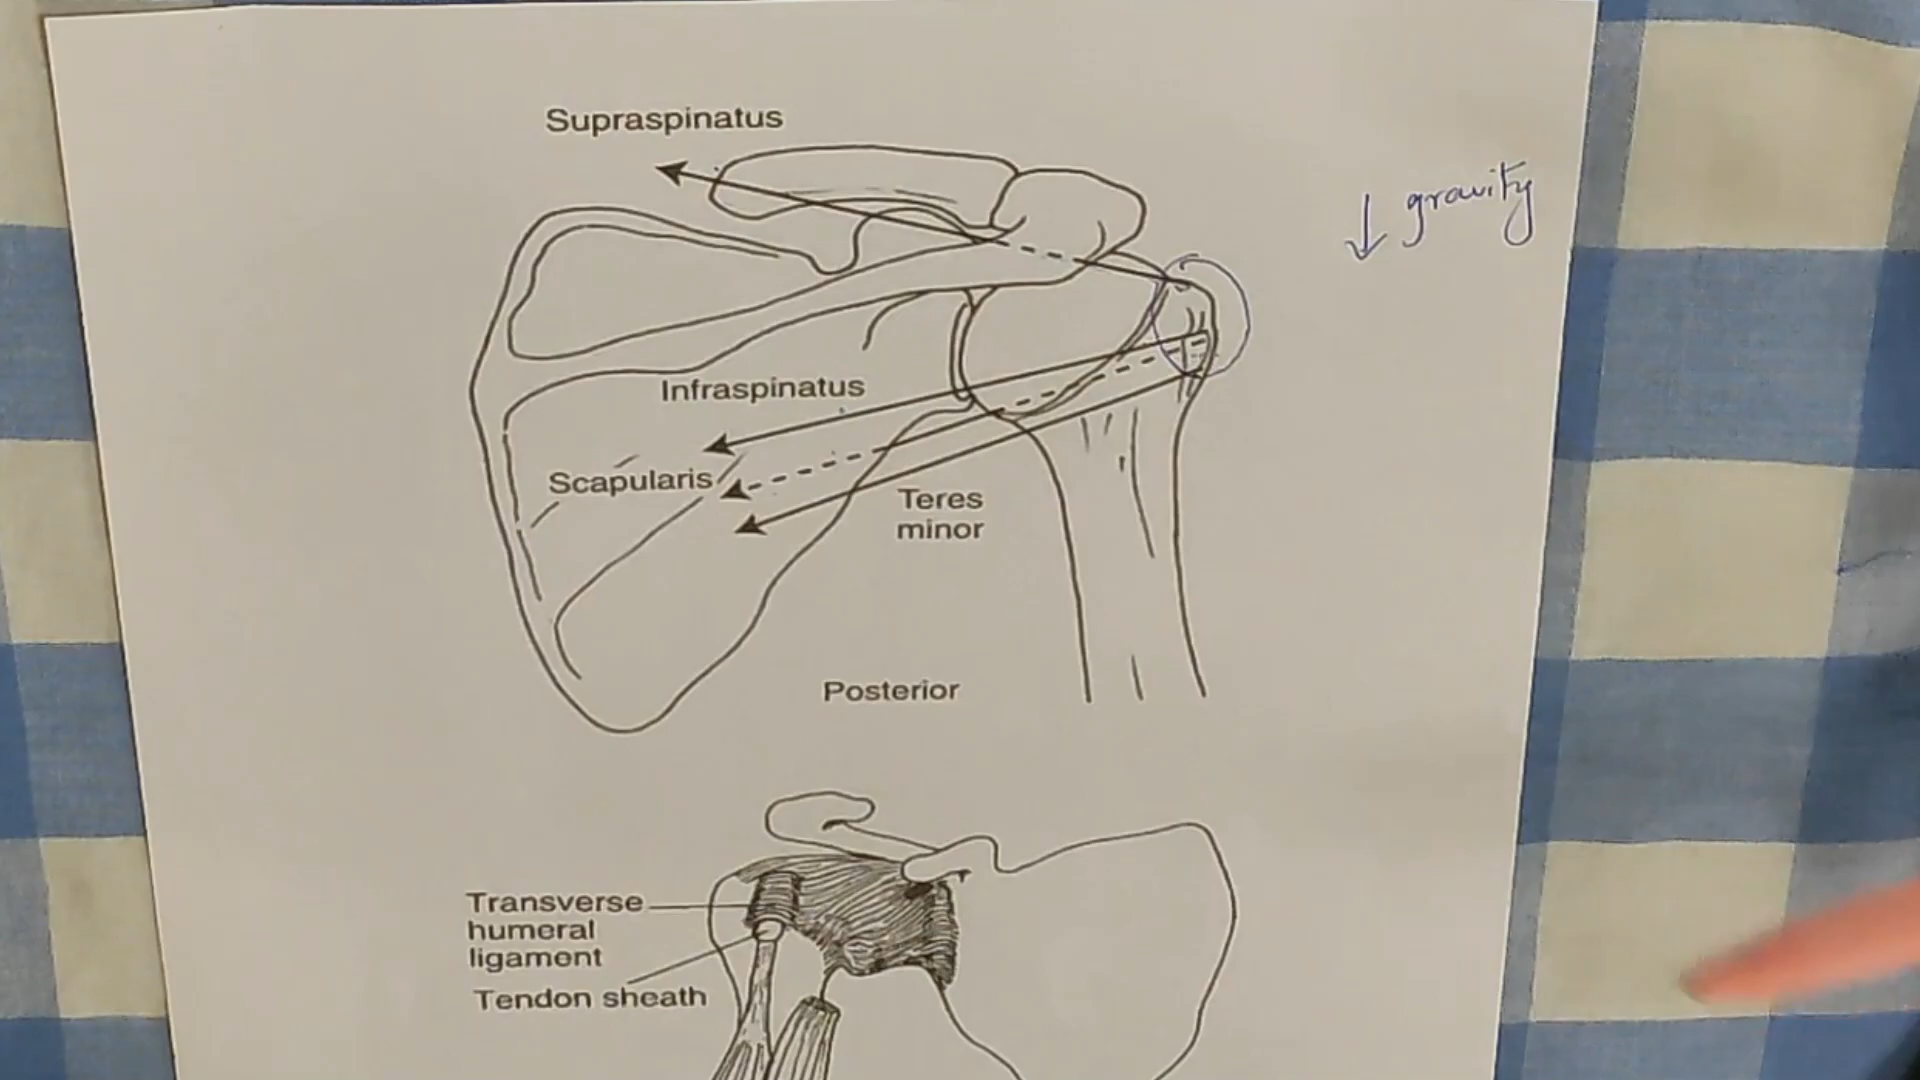 Supraspinatus
↓ gravity
Infraspinatus
Scapularis
Teres
minor
Posterior
Transverse
humeral
ligament
Tendon sheath